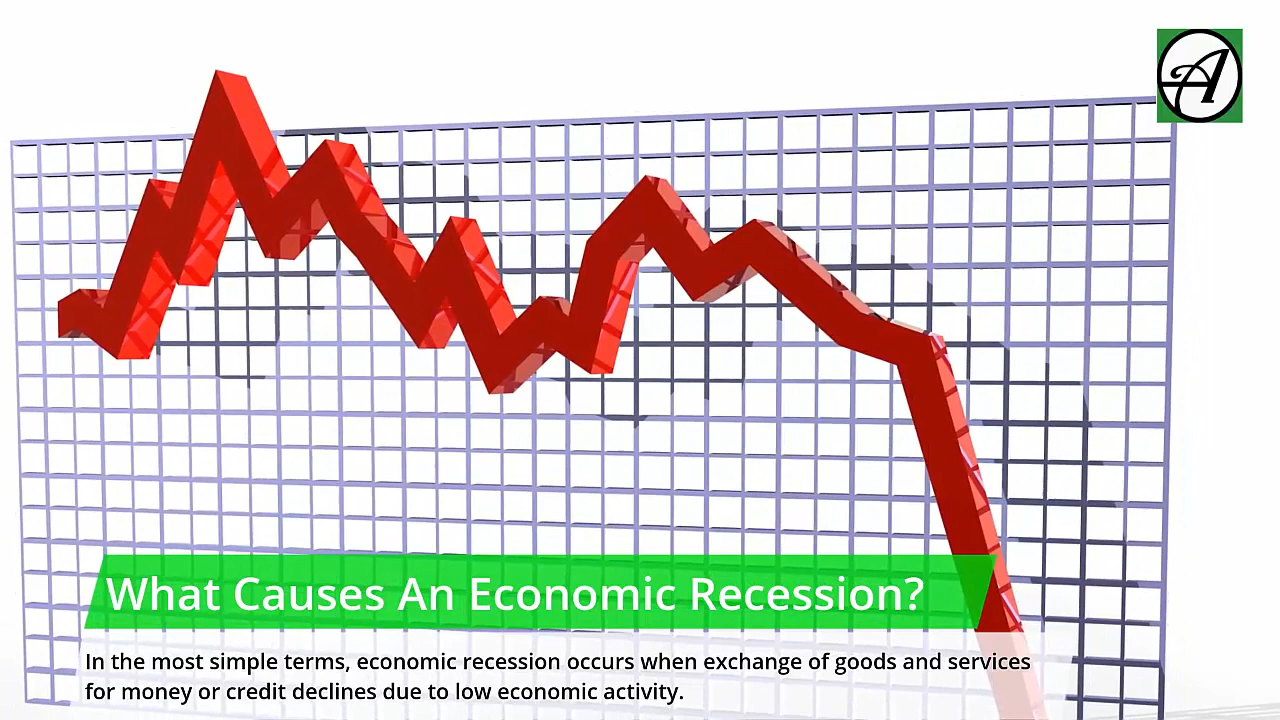 A
What Causes An Economic Recession?
In the most simple terms, economic recession occurs when exchange of goods and services
for money or credit declines due to low economic activity.